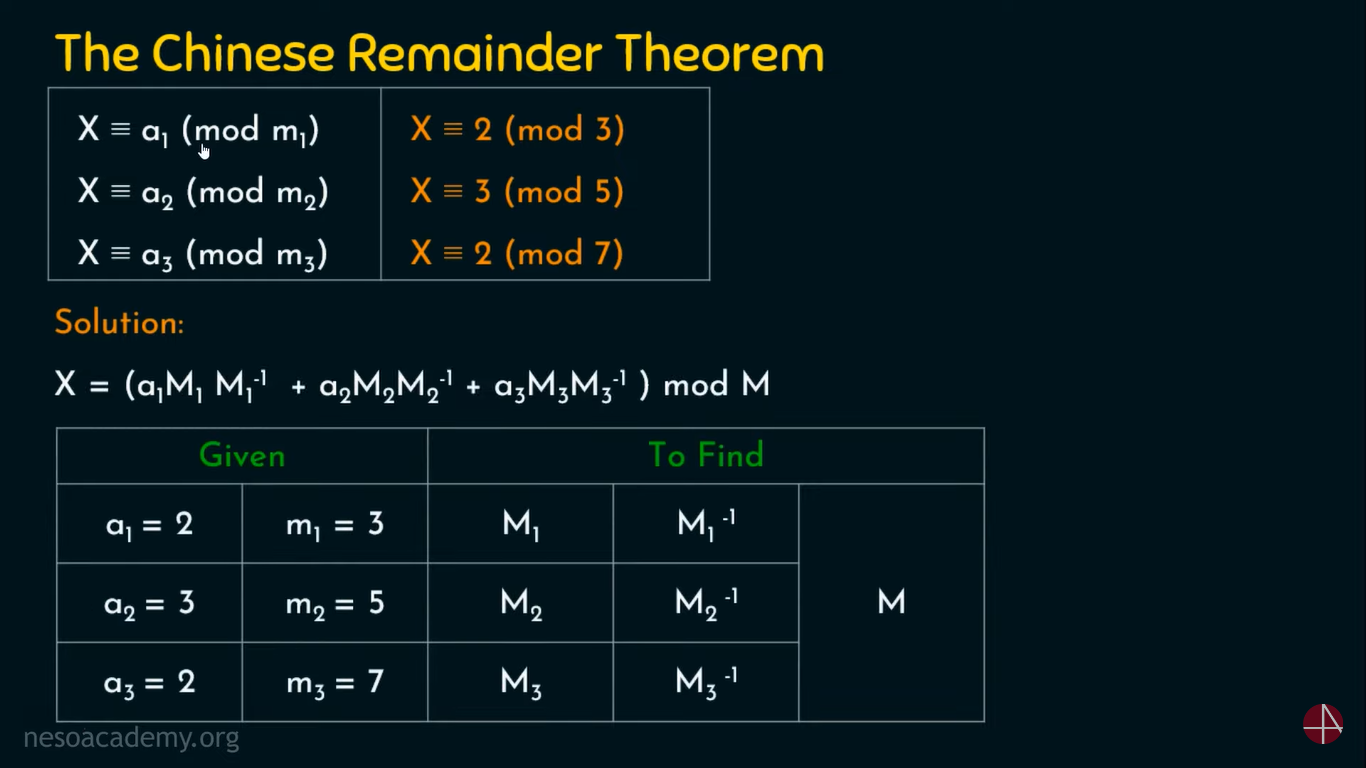 The Chinese Remainder Theorem
X ≡ a₁ (mod m₁) X ≡ 2 (mod 3)
X ≡ a₂ (mod m₂) X ≡ 3 (mod 5)
X ≡ a₃ (mod m₃) X ≡ 2 (mod 7)
Solution:
X = (a₁M₁ M₁⁻¹ + a₂M₂M₂⁻¹ + a₃M₃M₃⁻¹ ) mod M
Given To Find
a₁ = 2 m₁ = 3 M₁ M₁⁻¹
a₂ = 3 m₂ = 5 M₂ M₂⁻¹ M
a₃ = 2 m₃ = 7 M₃ M₃⁻¹
nesoacademy.org